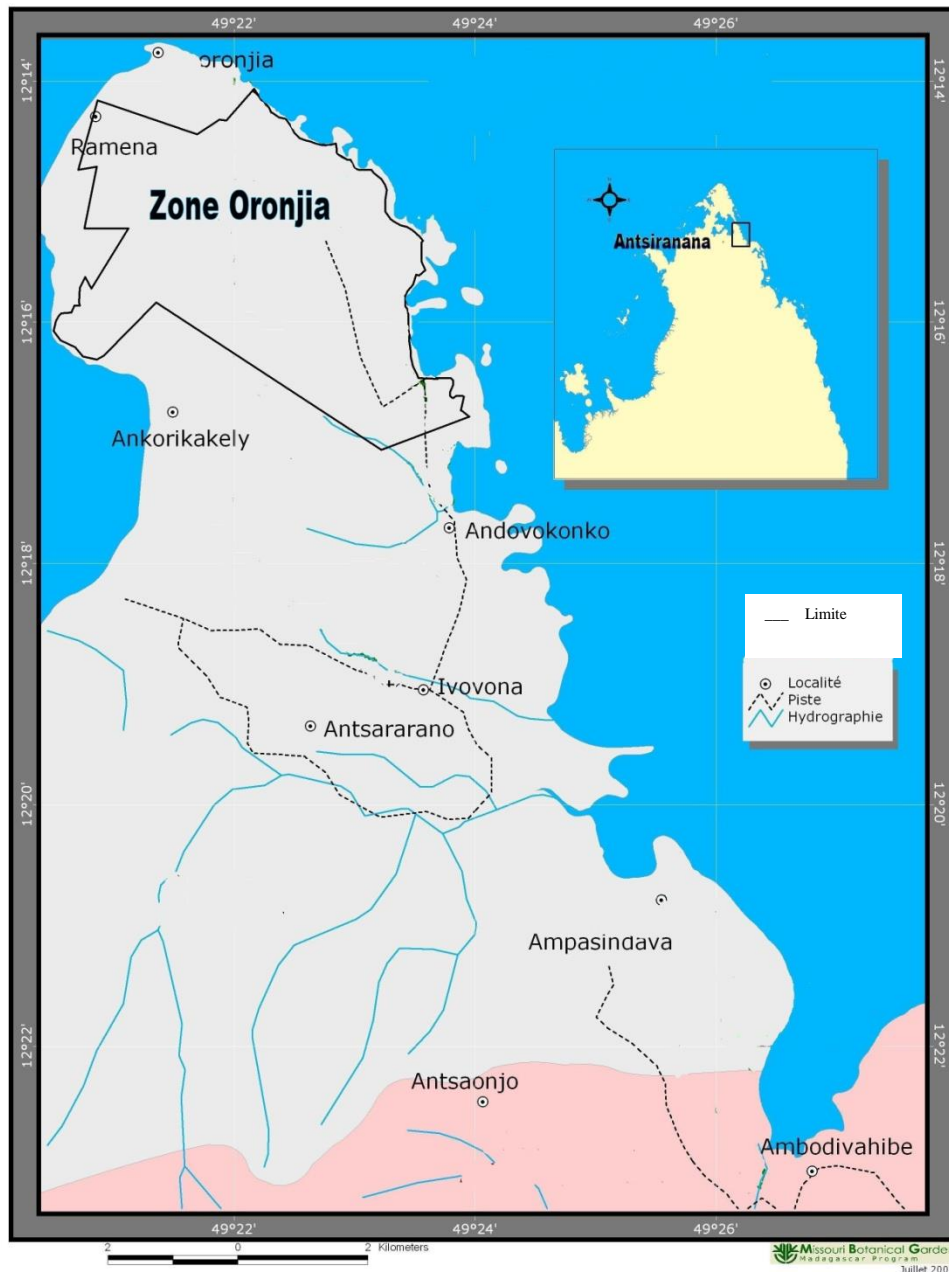 49°22' 49°24' 49°26'
12°14' 12°14'
oronjia
Ramena
Zone Oronjia
Antsiranana
12°16' 12°16'
Ankorikakely
Andovokonko
12°18' 12°18'
___ Limite
Localité
Piste
Hydrographie
Ivovona
Antsararano
12°20' 12°20'
Ampasindava
12°22' 12°22'
Antsaonjo
Ambodivahibe
49°22' 49°24' 49°26'
2 0 2 Kilometers
Missouri Botanical Garde
Madagascar Program
Juillet 200